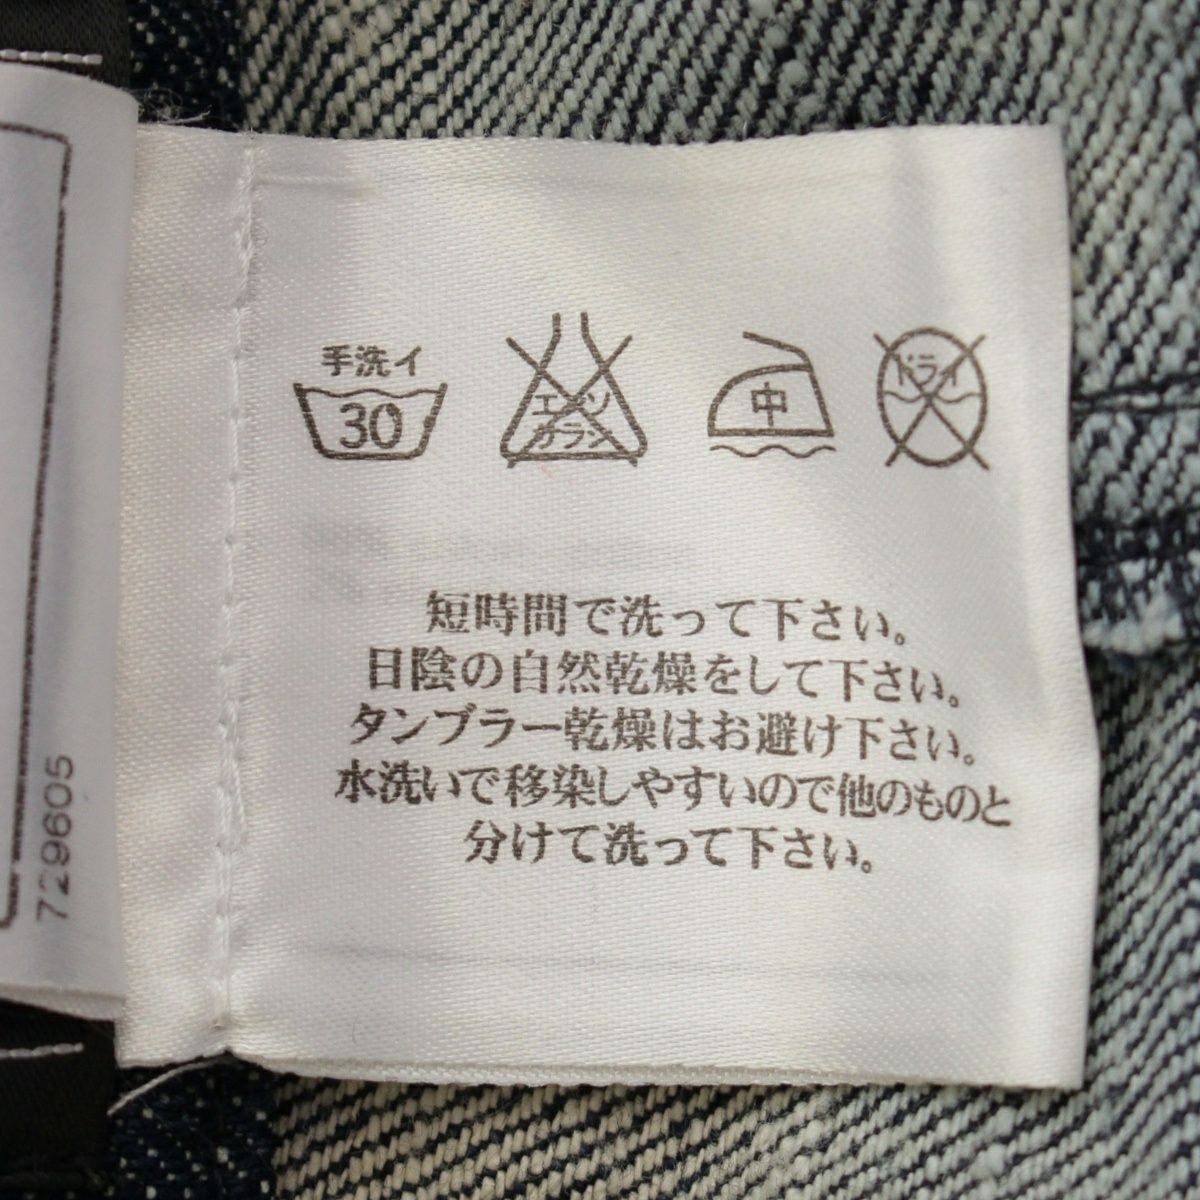 手洗イ
30
エンソ
カラン
中
ドライ
短時間で洗って下さい。
日陰の自然乾燥をして下さい。
タンブラー乾燥はお避け下さい。
水洗いで移染しやすいので他のものと
分けて洗って下さい。
729605